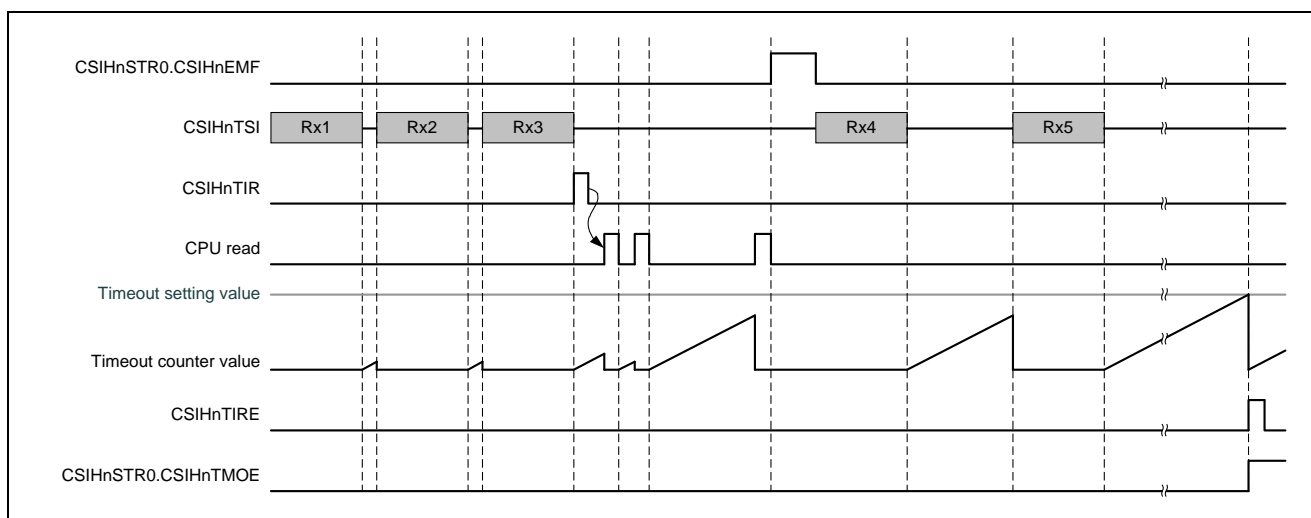 CSIHnSTR0.CSIHnEMF
CSIHnTSI
Rx1
Rx2
Rx3
Rx4
Rx5
CSIHnTIR
CPU read
Timeout setting value
Timeout counter value
CSIHnTIRE
CSIHnSTR0.CSIHnTMOE